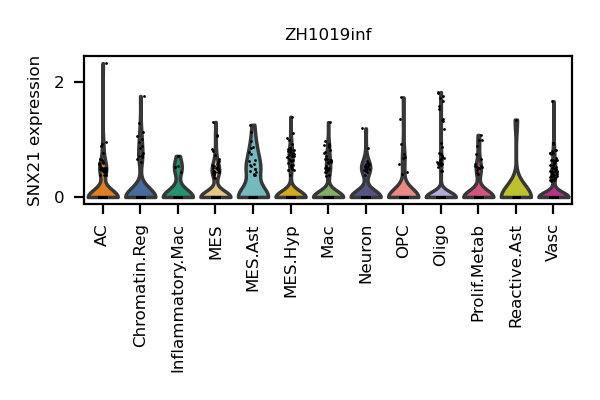 ZH1019inf
SNX21 expression
2
0
AC
Chromatin.Reg
Inflammatory.Mac
MES
MES.Ast
MES.Hyp
Mac
Neuron
OPC
Oligo
Prolif.Metab
Reactive.Ast
Vasc